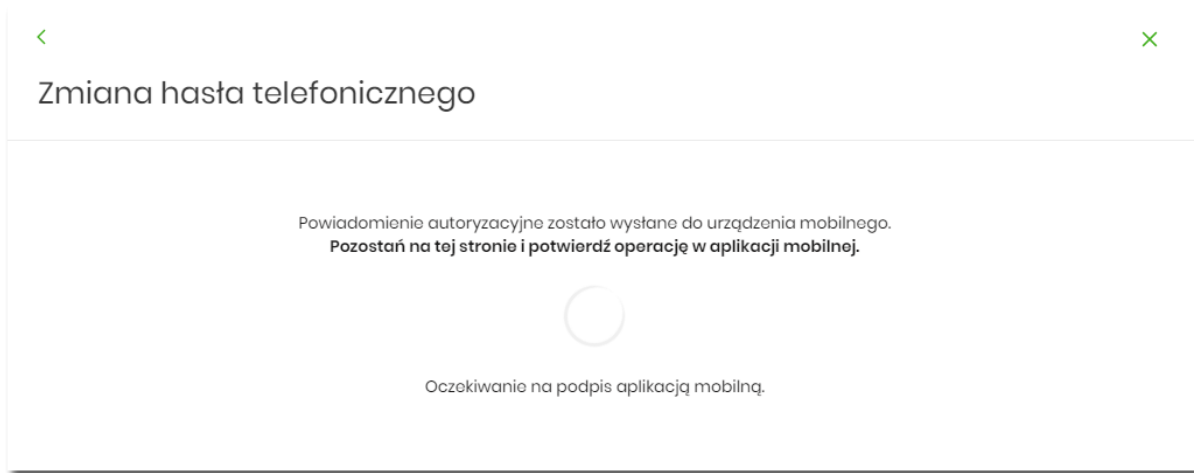 Zmiana hasła telefonicznego
Powiadomienie autoryzacyjne zostało wysłane do urządzenia mobilnego.
Pozostań na tej stronie i potwierdź operację w aplikacji mobilnej.
Oczekiwanie na podpis aplikacją mobilną.